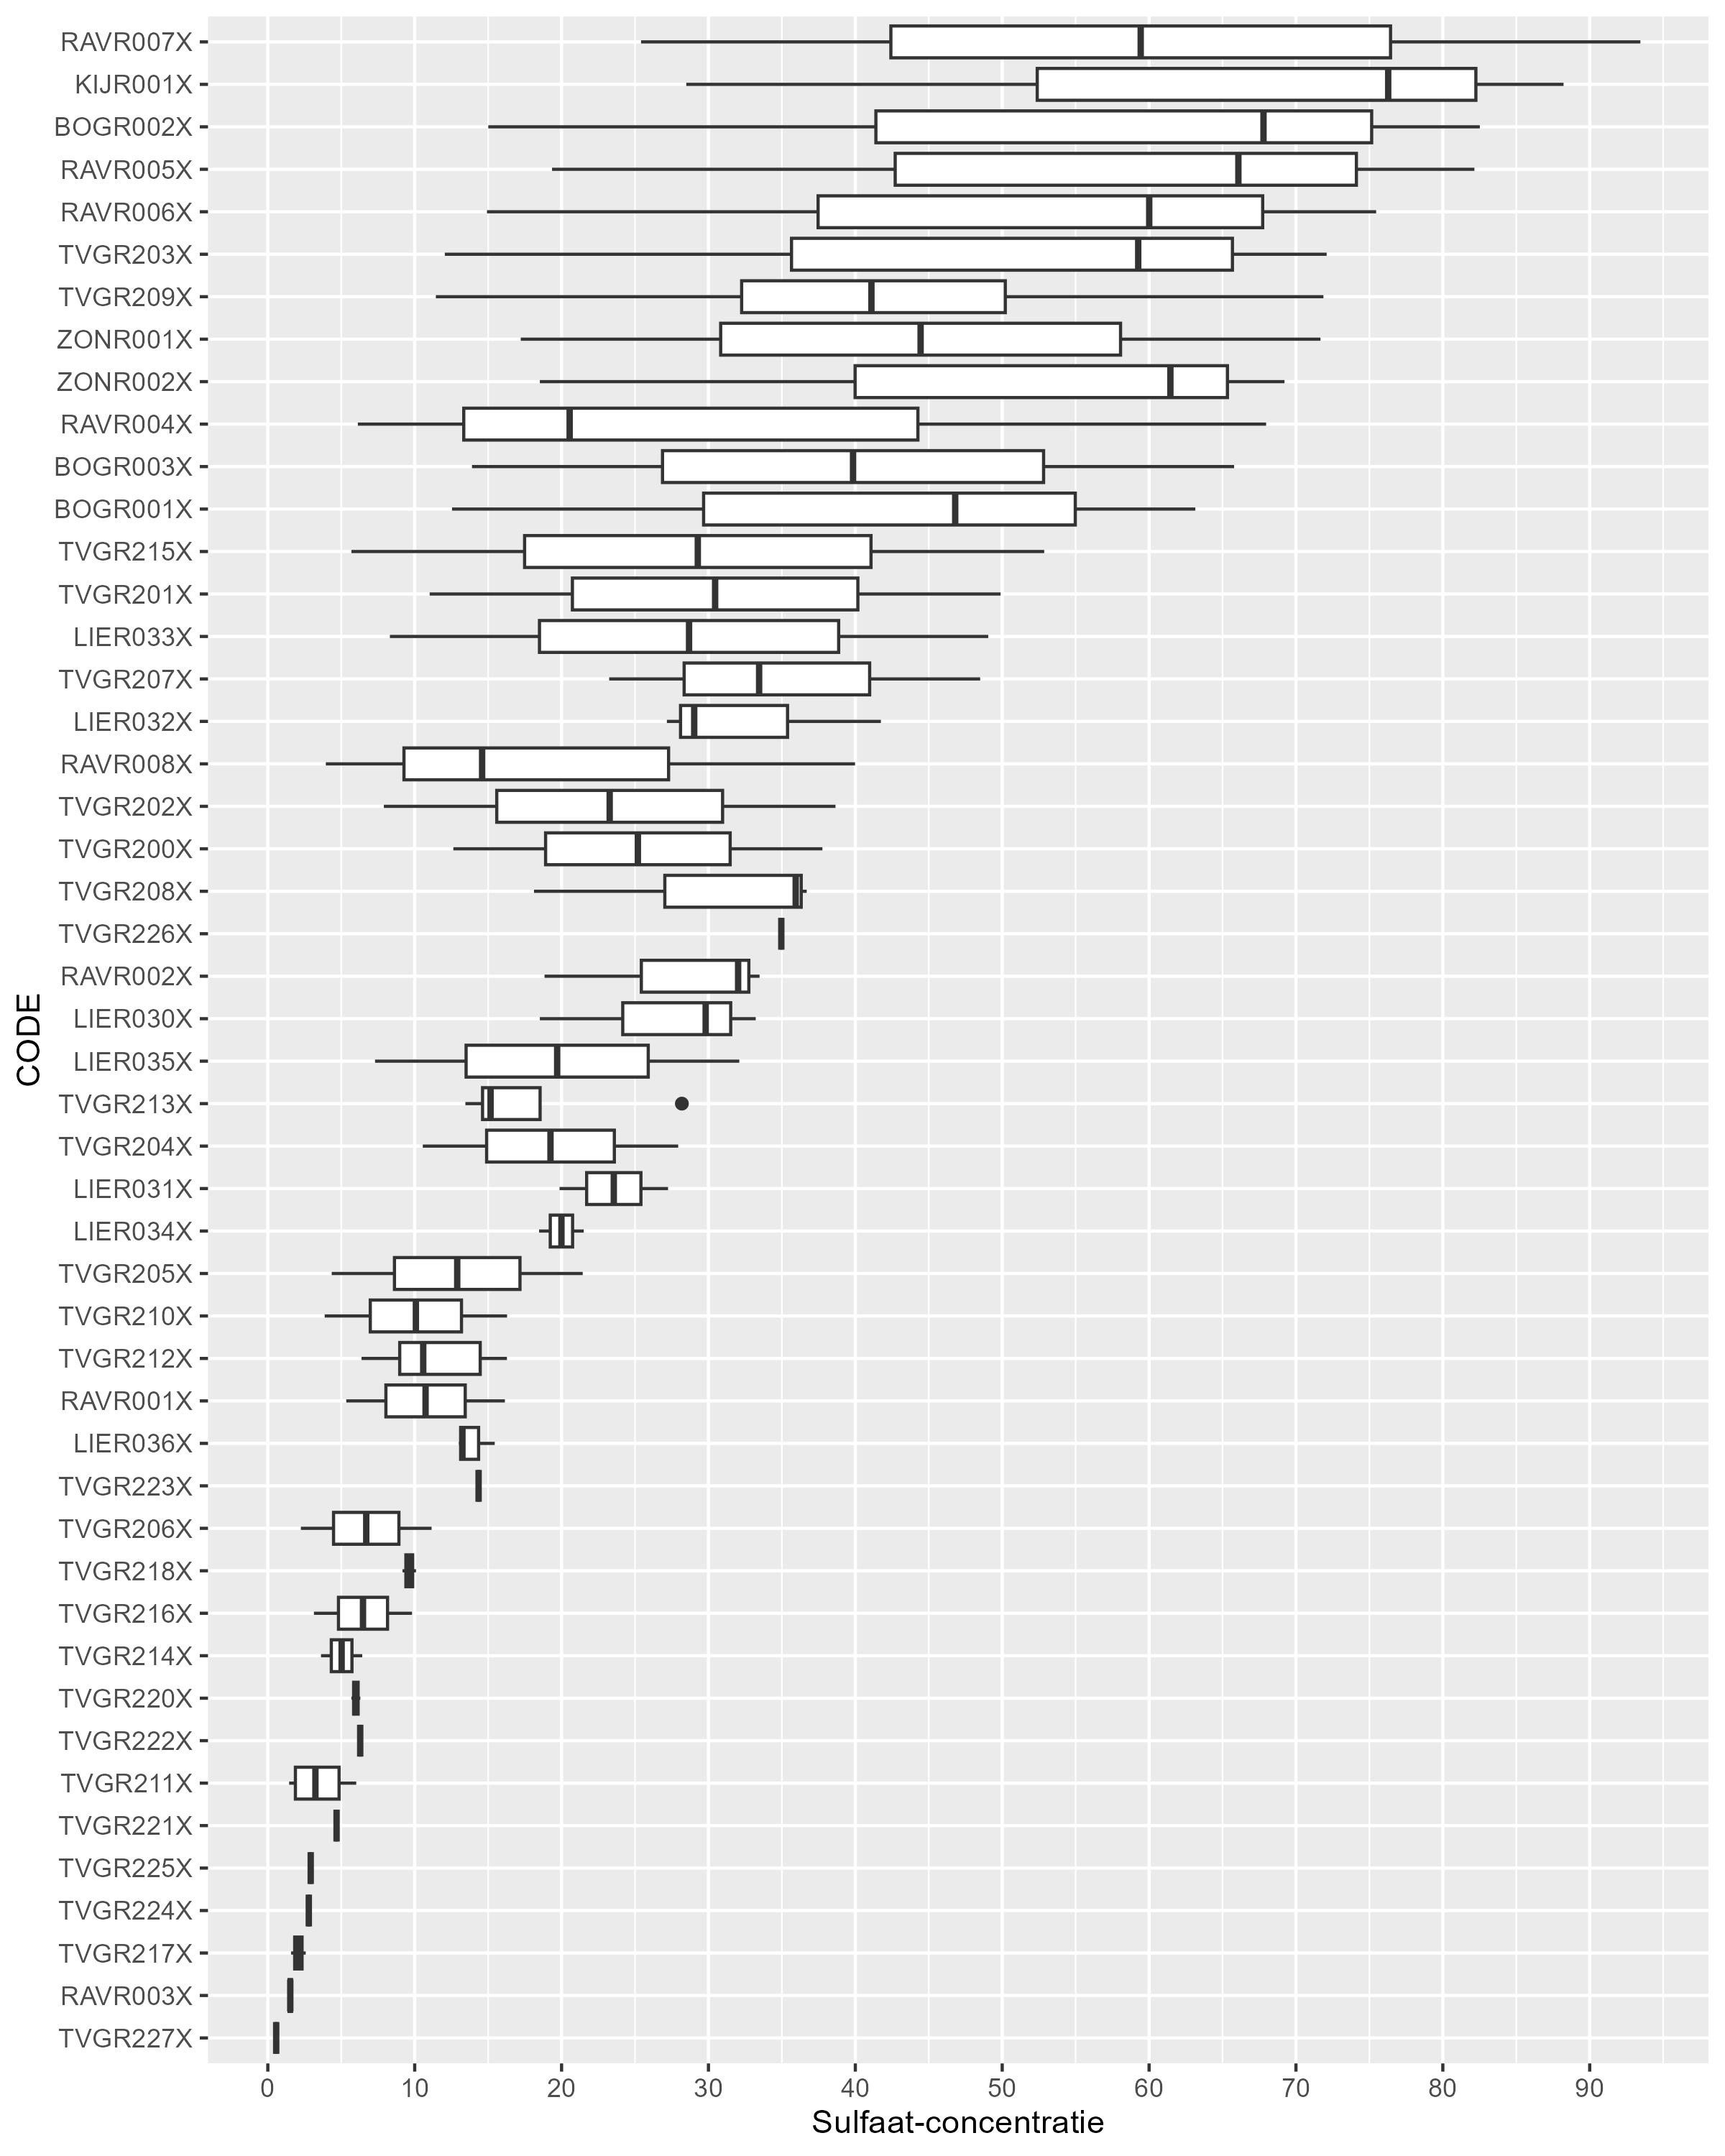 RAVR007X
KIJR001X
BOGR002X
RAVR005X
RAVR006X
TVGR203X
TVGR209X
ZONR001X
ZONR002X
RAVR004X
BOGR003X
BOGR001X
TVGR215X
TVGR201X
LIER033X
TVGR207X
LIER032X
RAVR008X
TVGR202X
TVGR200X
TVGR208X
TVGR226X
RAVR002X
LIER030X
LIER035X
TVGR213X
TVGR204X
LIER031X
LIER034X
TVGR205X
TVGR210X
TVGR212X
RAVR001X
LIER036X
TVGR223X
TVGR206X
TVGR218X
TVGR216X
TVGR214X
TVGR220X
TVGR222X
TVGR211X
TVGR221X
TVGR225X
TVGR224X
TVGR217X
RAVR003X
TVGR227X
CODE
0 10 20 30 40 50 60 70 80 90
Sulfaat-concentratie